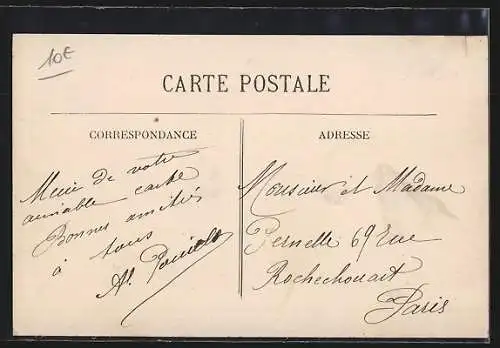 10€
CARTE POSTALE
CORRESPONDANCE
Merci de votre
aimable carte
Bonnes amitiés
à tous
Al.
ADRESSE
Monsieur et Madame
Pernelle 69 Rue
Rochechouart
Paris